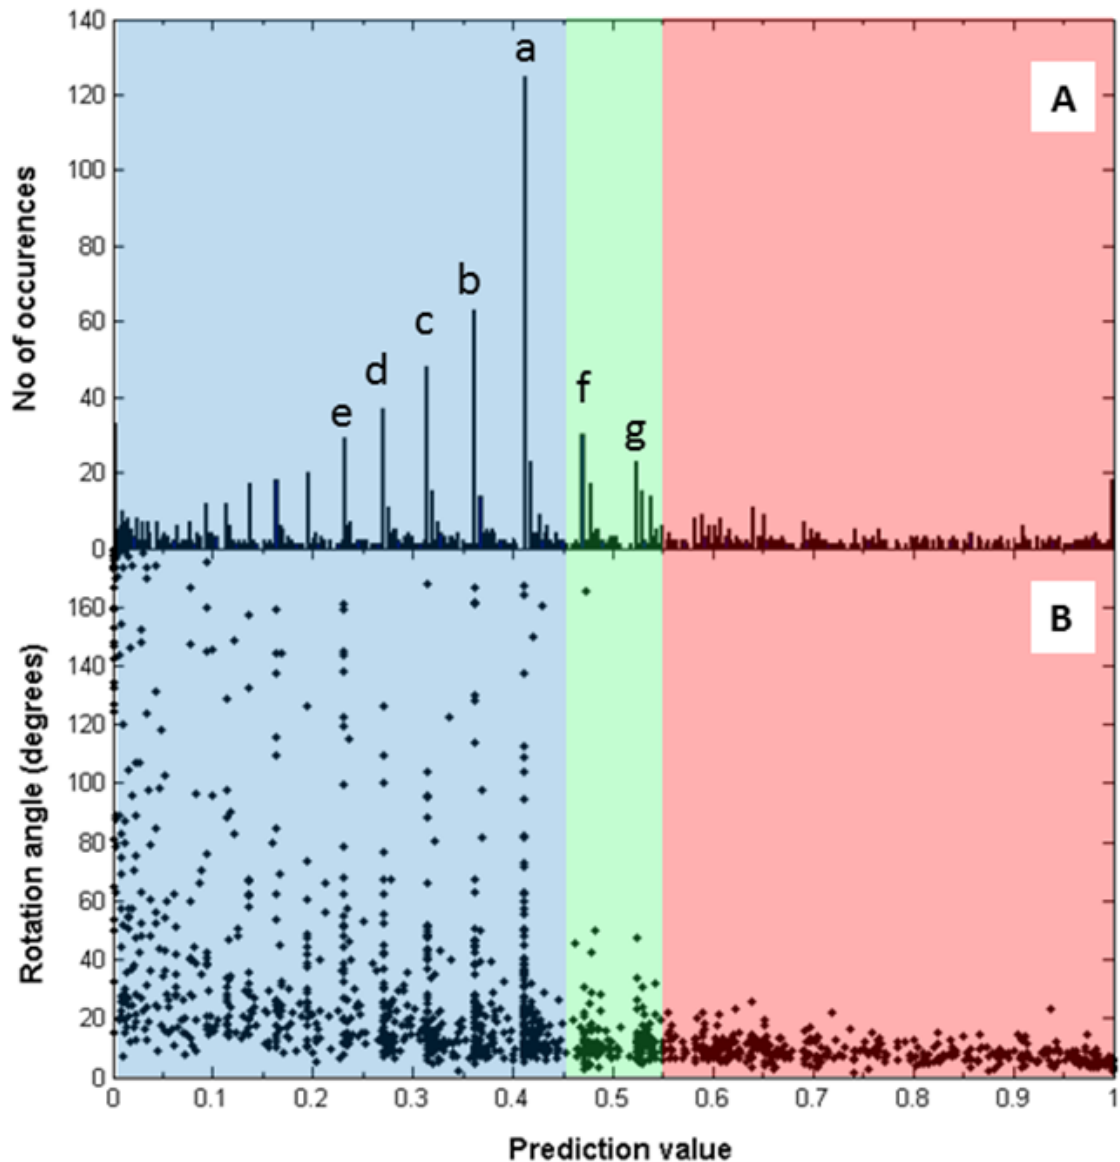 140
120
100
80
60
40
20
0
No of occurences
a
b
c
d
e
f
g
A
160
140
120
100
80
60
40
20
0
Rotation angle (degrees)
B
0 0.1 0.2 0.3 0.4 0.5 0.6 0.7 0.8 0.9 1
Prediction value